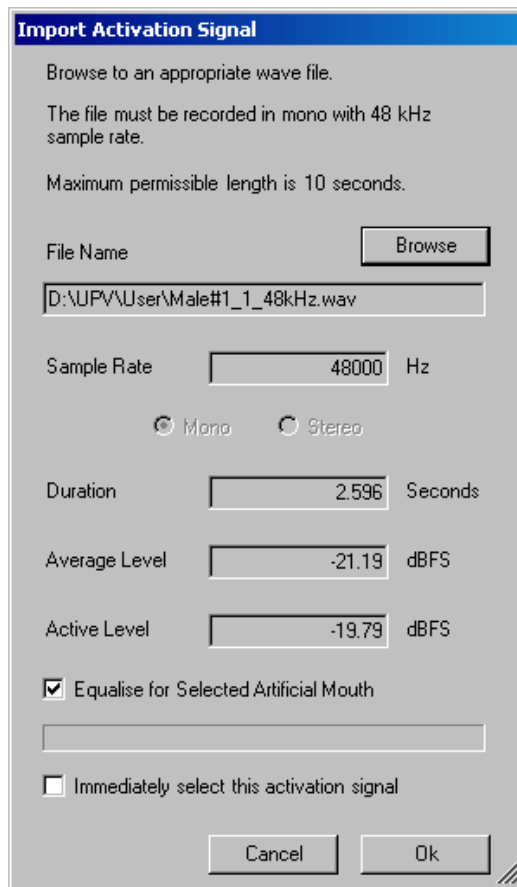 Import Activation Signal
Browse to an appropriate wave file.
The file must be recorded in mono with 48 kHz
sample rate.
Maximum permissible length is 10 seconds.
File Name
Browse
D:\UPV\User\Male#1_1_48kHz.wav
Sample Rate 48000 Hz
Mono Stereo
Duration 2.596 Seconds
Average Level -21.19 dBFS
Active Level -19.79 dBFS
Equalise for Selected Artificial Mouth
Immediately select this activation signal
Cancel Ok